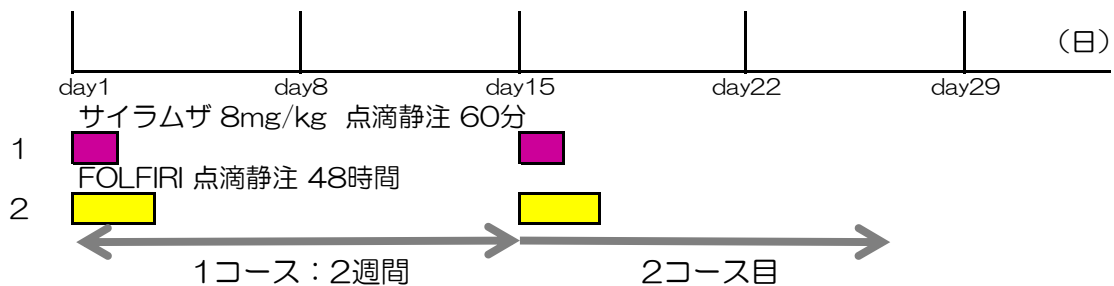 (日)
day1 day8 day15 day22 day29
サイラムザ 8mg/kg 点滴静注 60分
1
FOLFIRI 点滴静注 48時間
2
1コース：2週間 2コース目